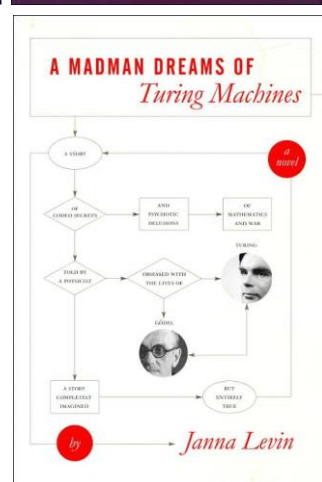 A MADMAN DREAMS OF
Turing Machines
A STORY
a
novel
OF
CODED SECRETS
AND
PSYCHOTIC
DELUSIONS
OF
MATHEMATICS
AND WAR
TOLD BY
A PHYSICIST
OBSESSED WITH
THE LIVES OF
TURING
GÖDEL
A STORY
COMPLETELY
IMAGINED
BUT
ENTIRELY
TRUE
by
Janna Levin